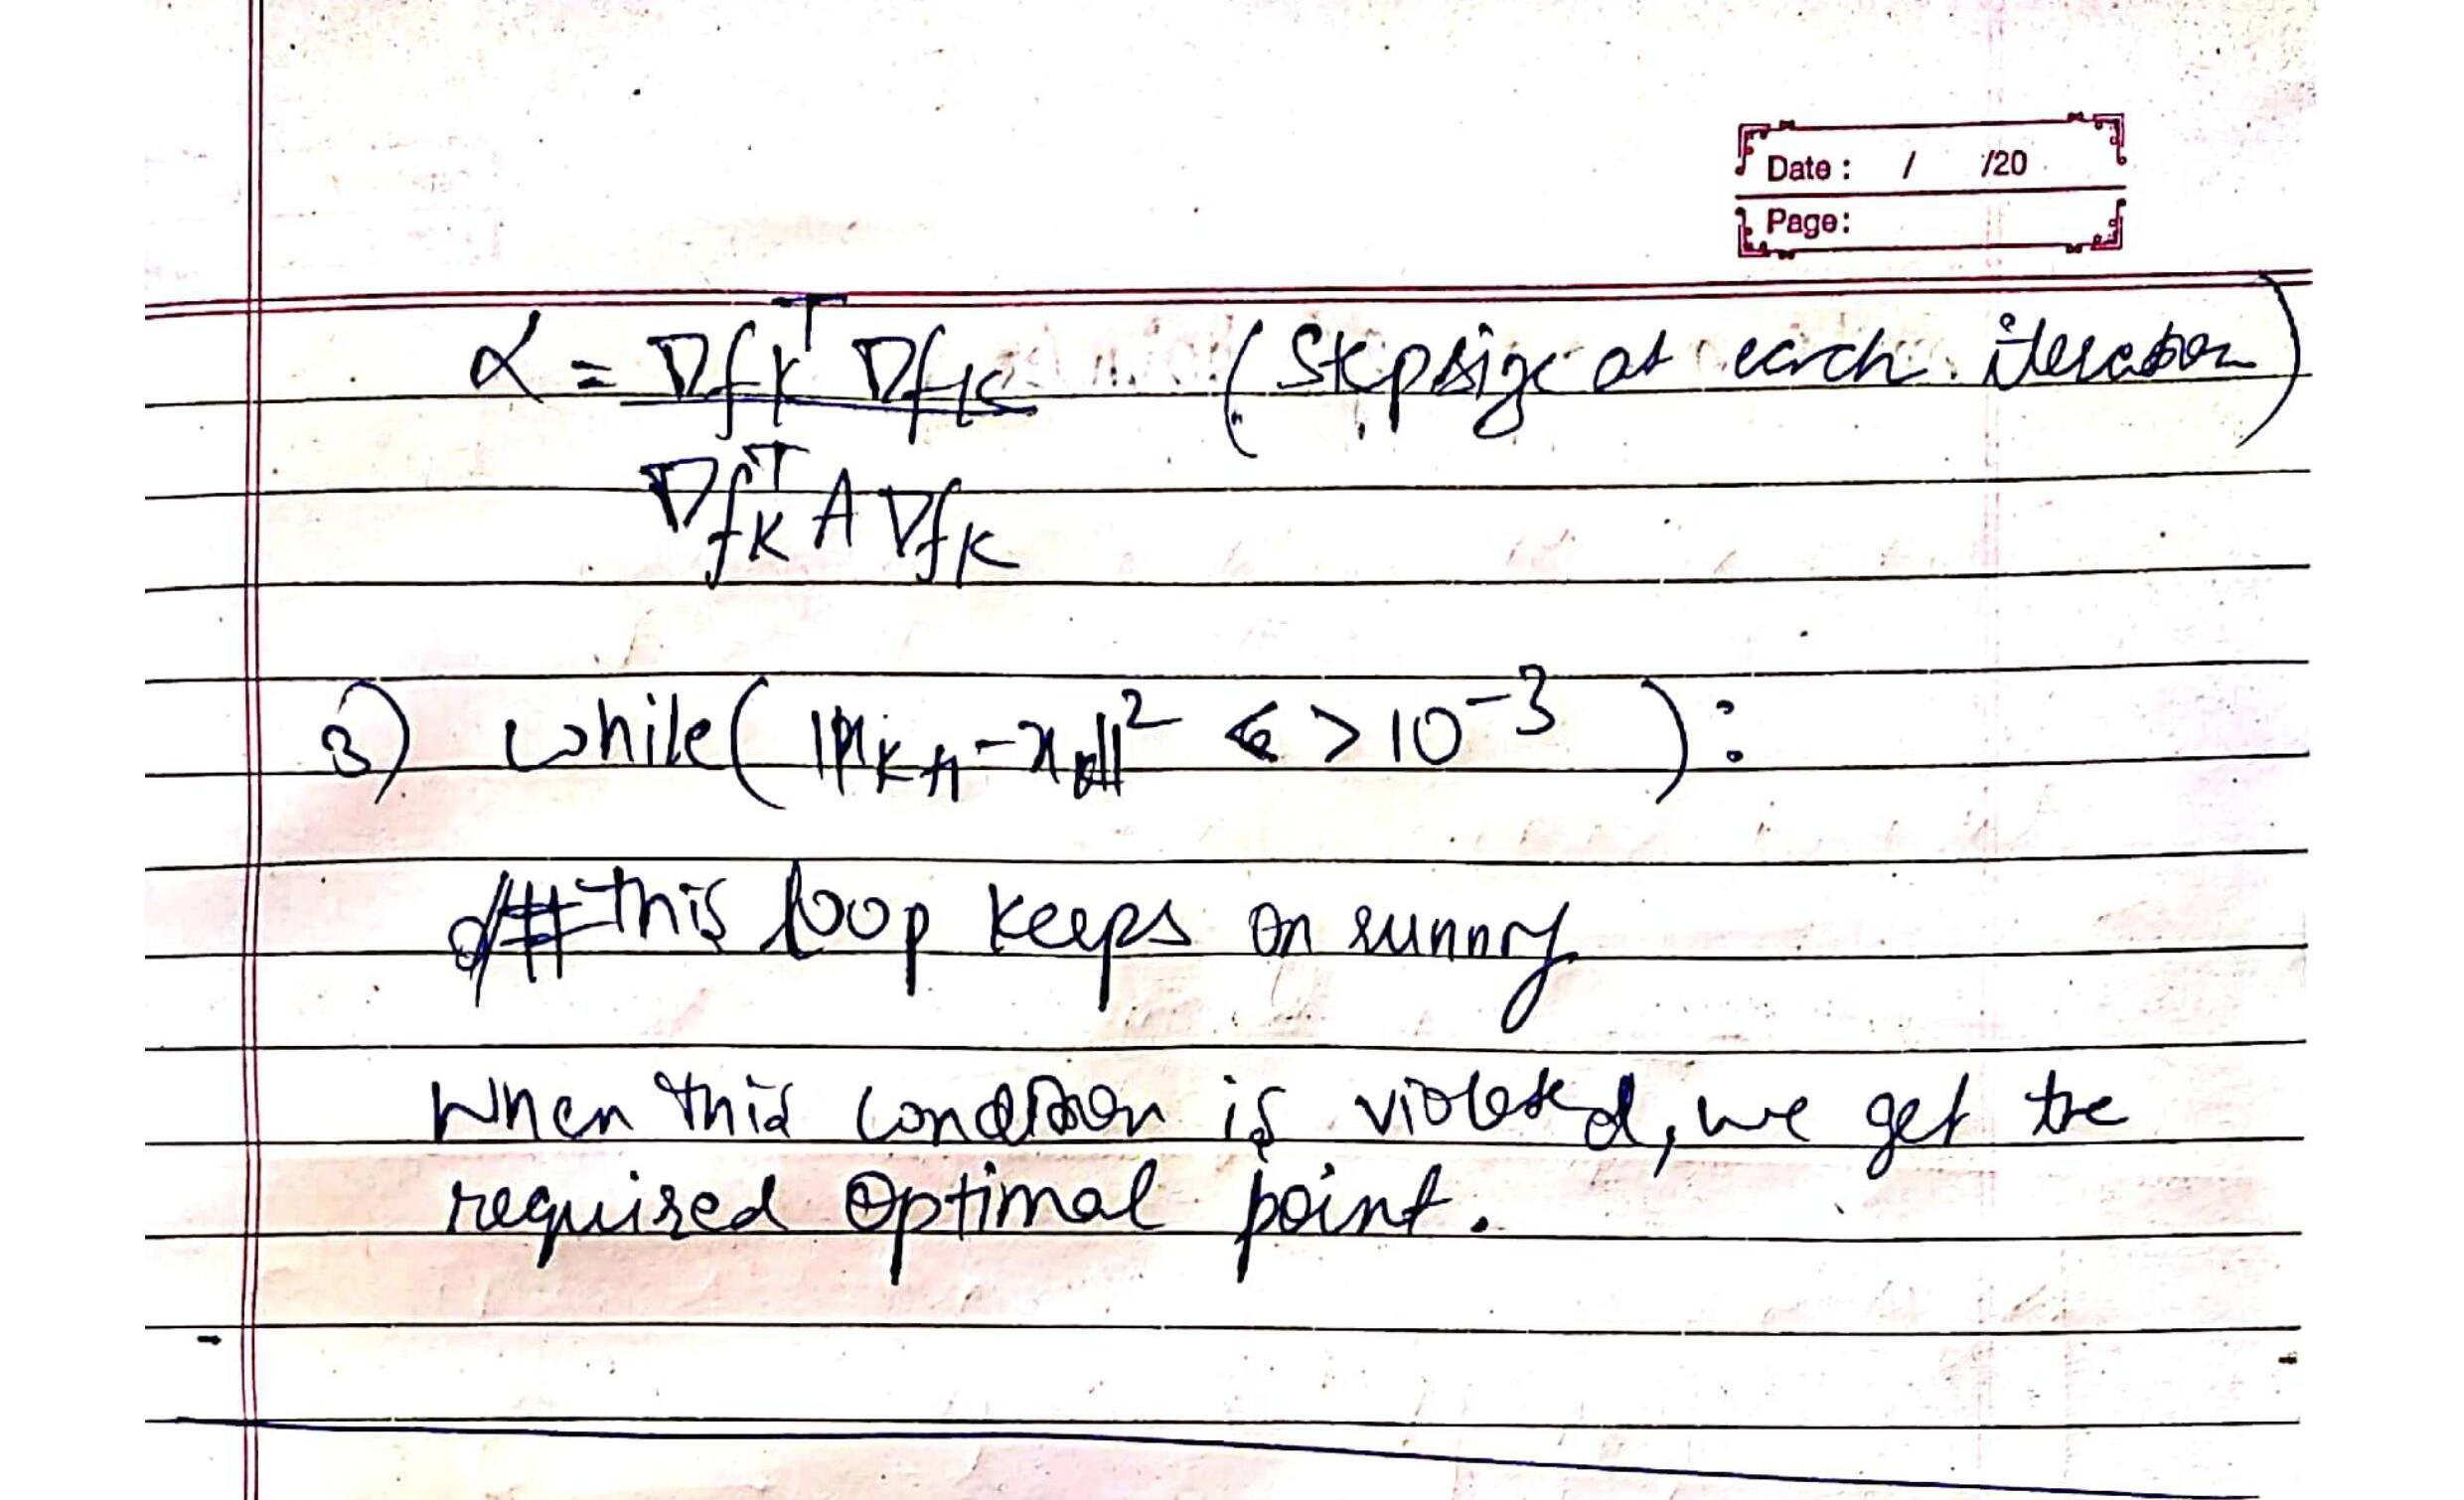 Date : / /20
Page:
α = ∇fₖᵀ ∇fₖ (Stepsize at each iteration)
∇fₖᵀ A ∇fₖ
3) while( ||xₖ₊₁ - xₖ||² > 10⁻³ ):
# This loop keeps on running
When this condition is violated, we get the
required optimal point.